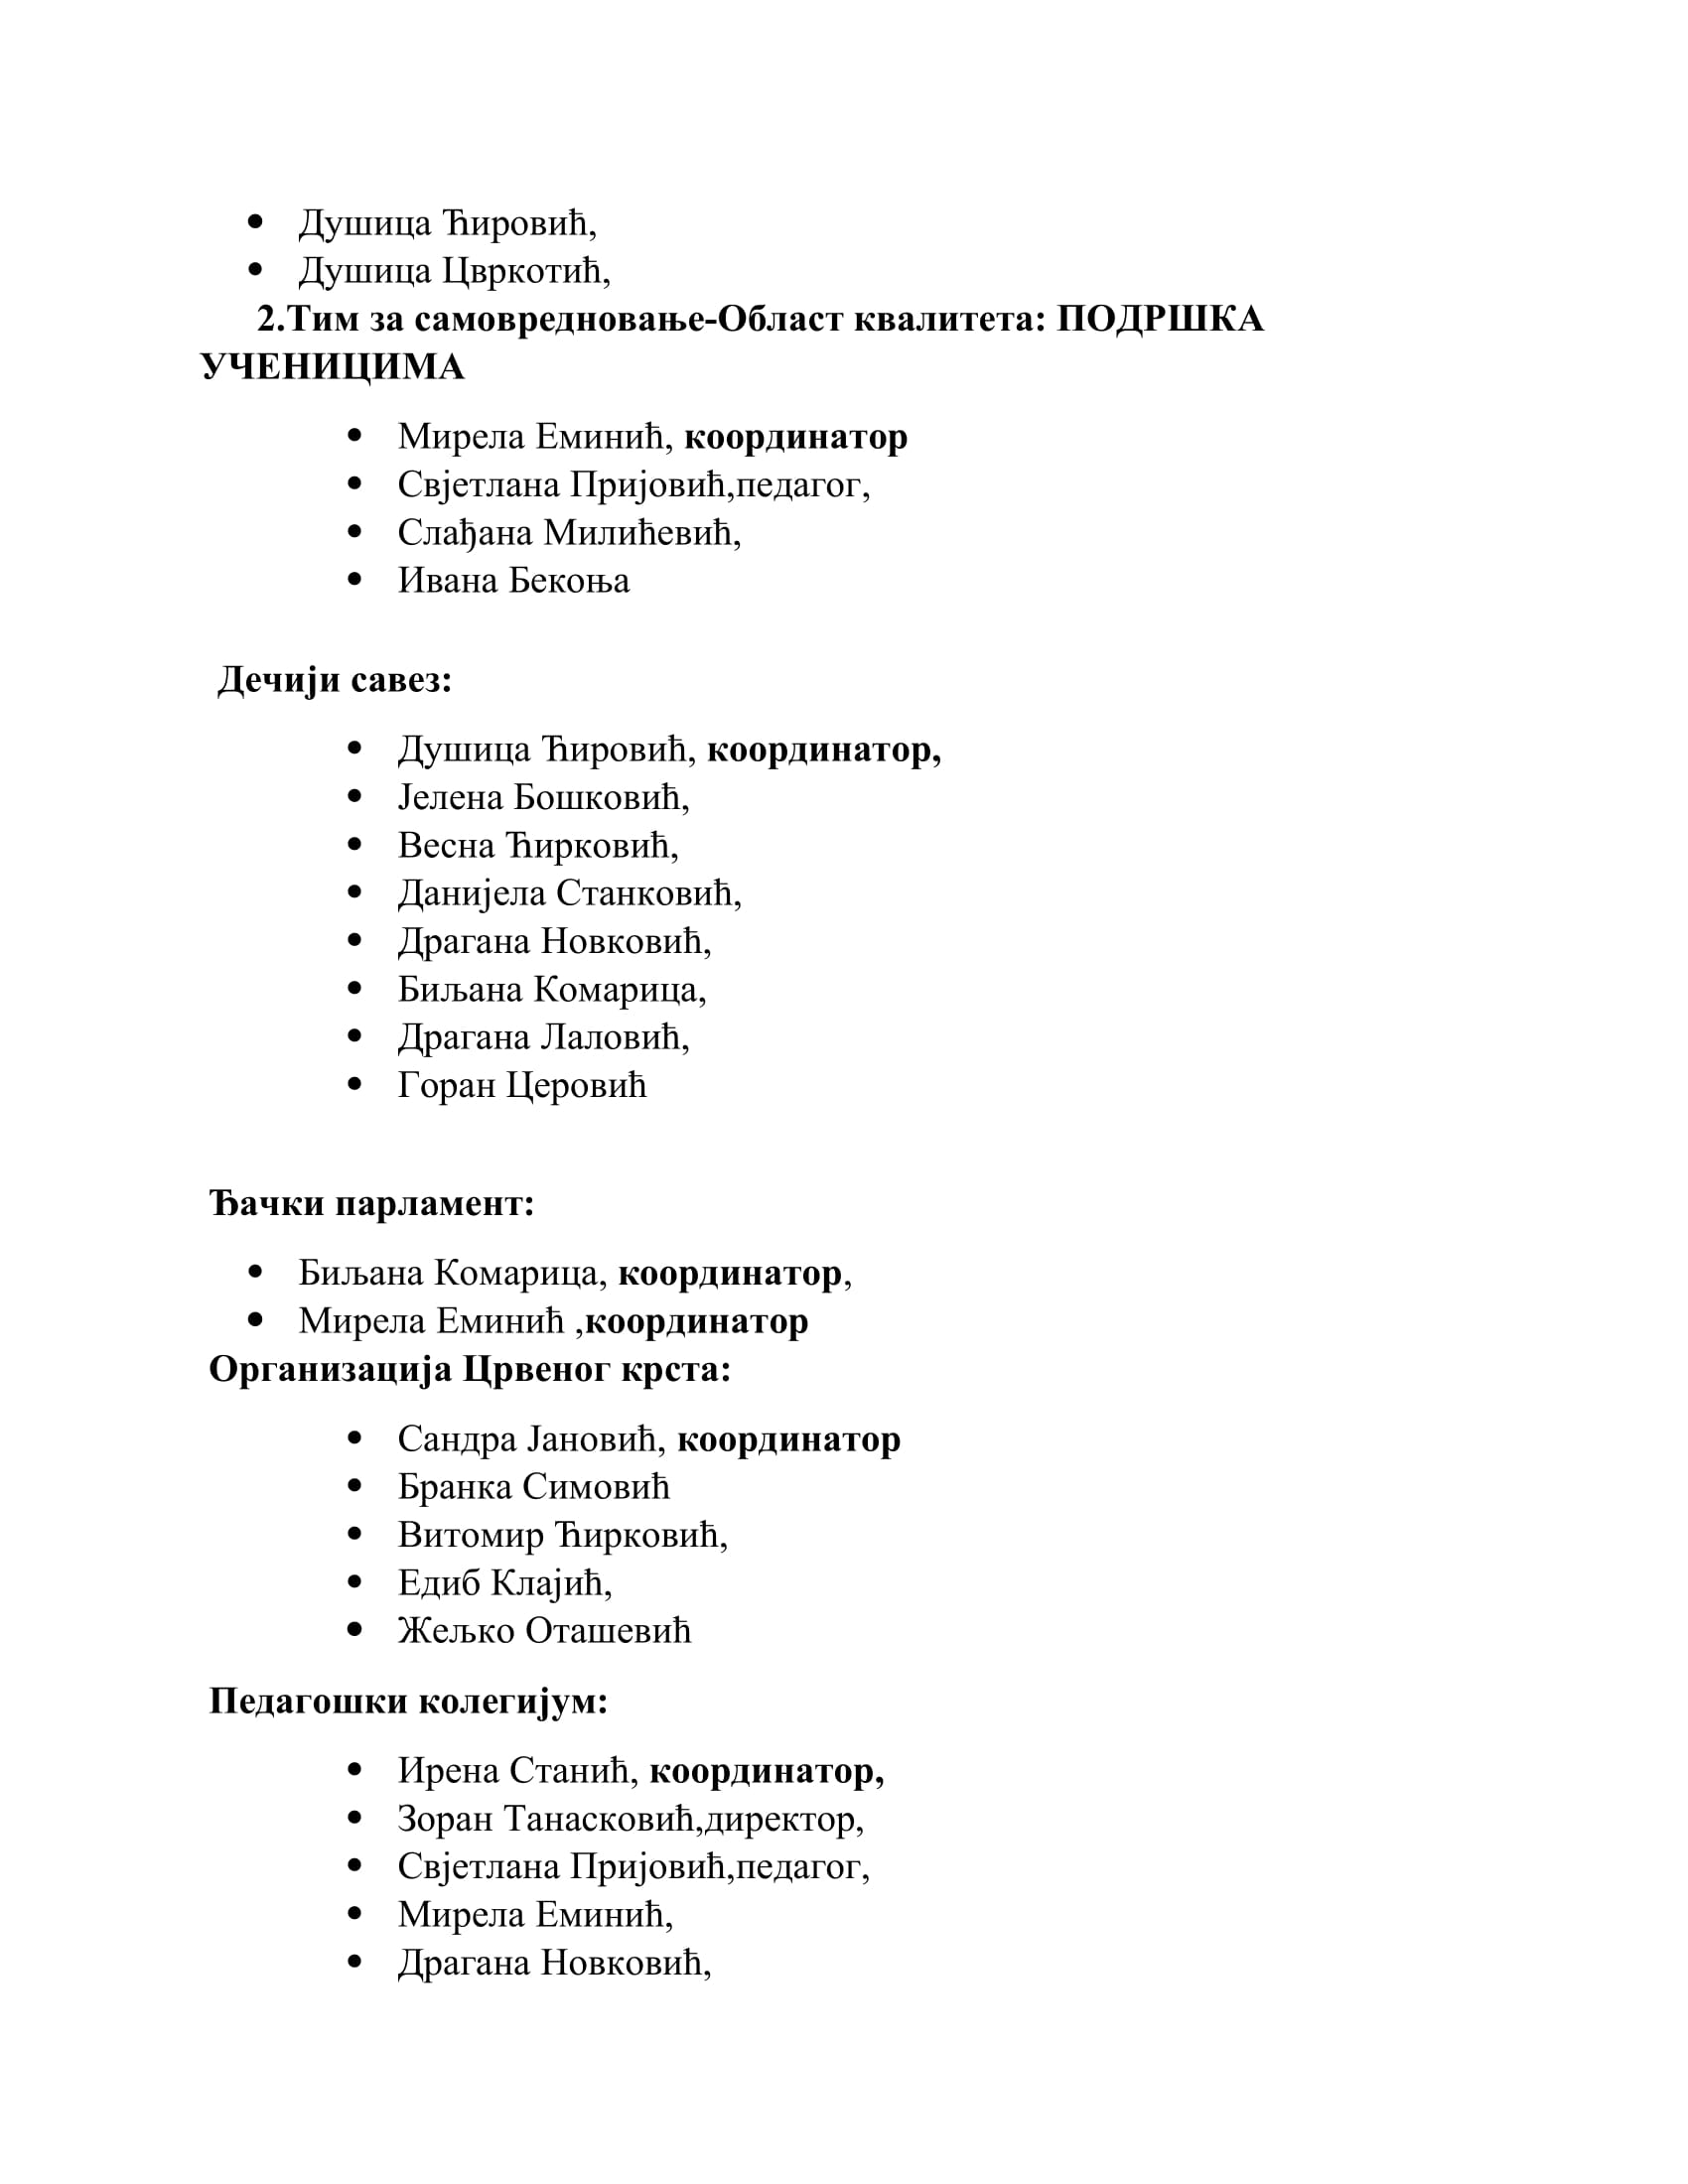 • Душица Ћировић,
• Душица Цвркотић,
2.Тим за самовредновање-Област квалитета: ПОДРШКА
УЧЕНИЦИМА
• Мирела Еминић, координатор
• Свјетлана Пријовић,педагог,
• Слађана Милићевић,
• Ивана Бекоња
Дечији савез:
• Душица Ћировић, координатор,
• Јелена Бошковић,
• Весна Ћирковић,
• Данијела Станковић,
• Драгана Новковић,
• Биљана Комарица,
• Драгана Лаловић,
• Горан Церовић
Ђачки парламент:
• Биљана Комарица, координатор,
• Мирела Еминић ,координатор
Организација Црвеног крста:
• Сандра Јановић, координатор
• Бранка Симовић
• Витомир Ћирковић,
• Едиб Клајић,
• Жељко Оташевић
Педагошки колегијум:
• Ирена Станић, координатор,
• Зоран Танасковић,директор,
• Свјетлана Пријовић,педагог,
• Мирела Еминић,
• Драгана Новковић,